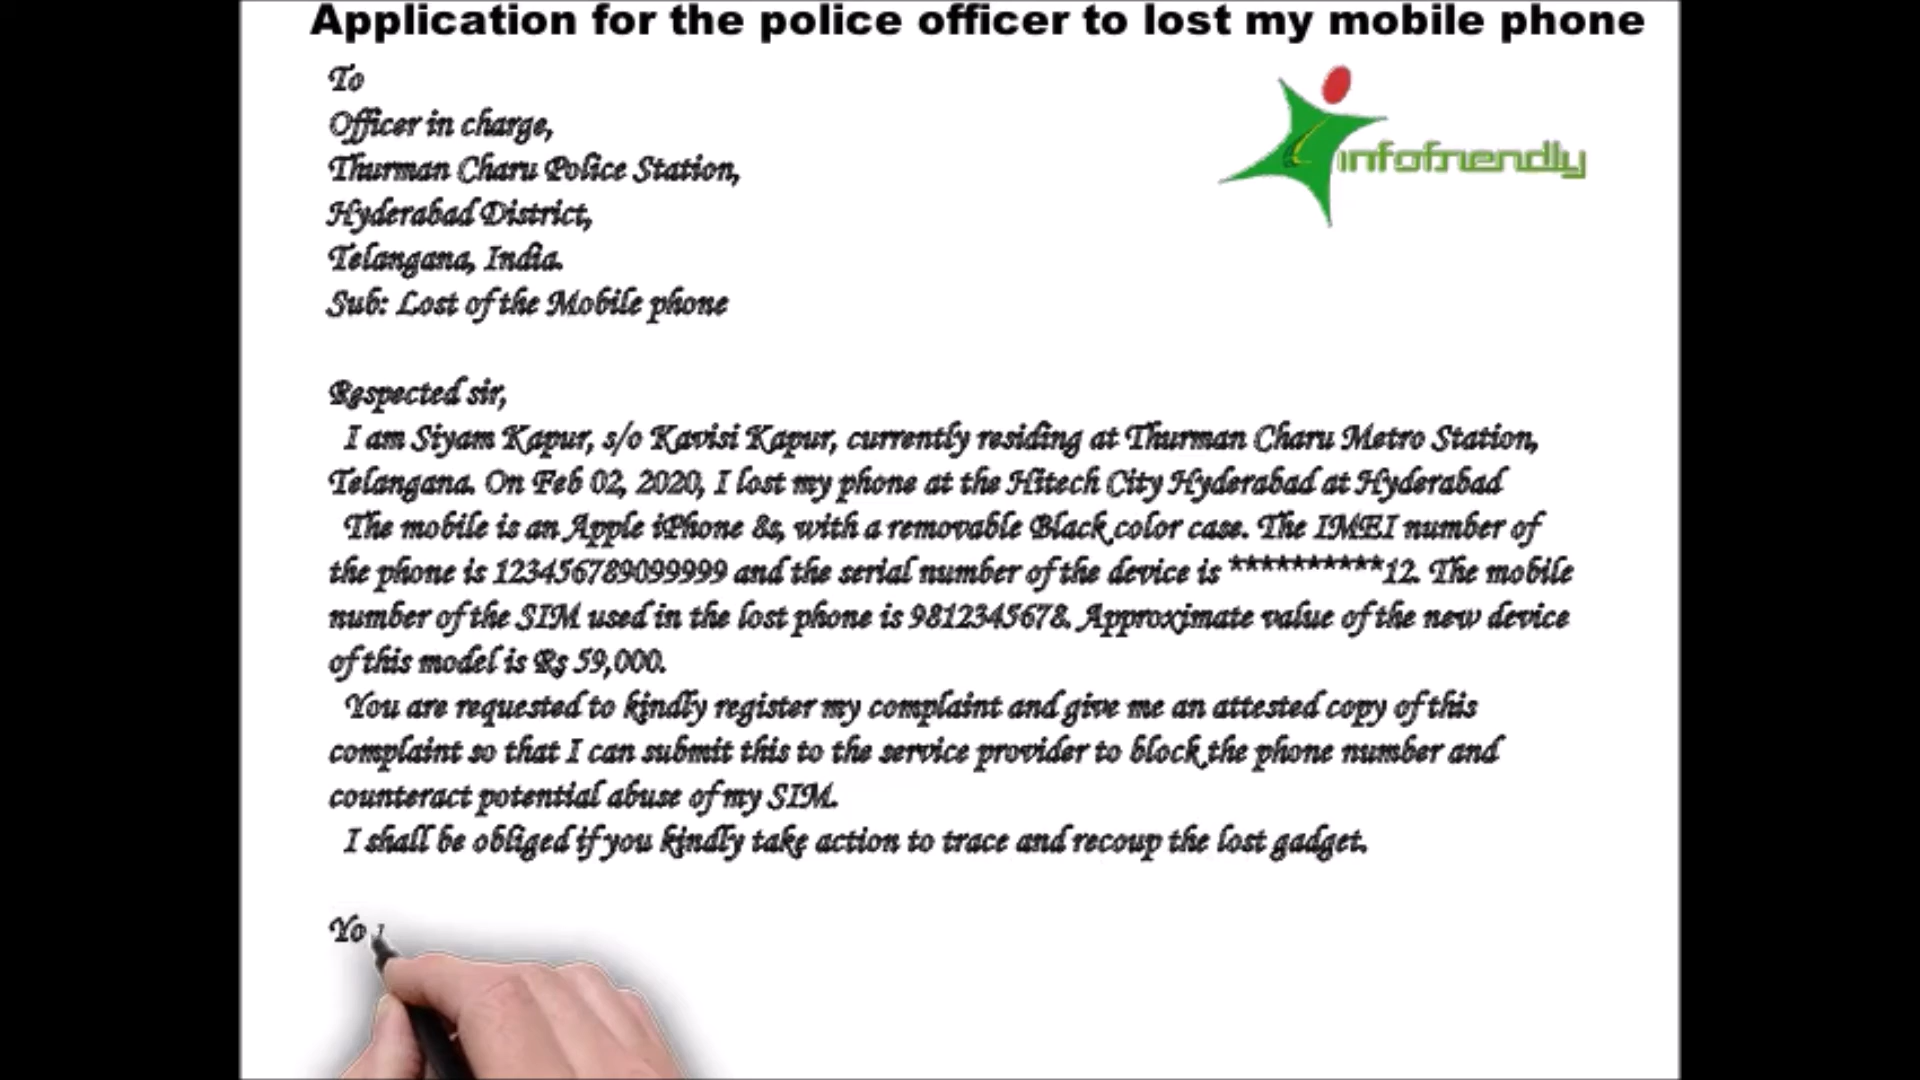 Application for the police officer to lost my mobile phone
To
Officer in charge,
Thurman Charu Police Station,
Hyderabad District,
Telangana, India.
Sub: Lost of the Mobile phone
infofriendly
Respected sir,
I am Siyam Kapur, s/o Kavisi Kapur, currently residing at Thurman Charu Metro Station,
Telangana. On Feb 02, 2020, I lost my phone at the Hitech City Hyderabad at Hyderabad
The mobile is an Apple iPhone 8s, with a removable Black color case. The IMEI number of
the phone is 123456789099999 and the serial number of the device is **********12. The mobile
number of the SIM used in the lost phone is 9812345678. Approximate value of the new device
of this model is Rs 59,000.
You are requested to kindly register my complaint and give me an attested copy of this
complaint so that I can submit this to the service provider to block the phone number and
counteract potential abuse of my SIM.
I shall be obliged if you kindly take action to trace and recoup the lost gadget.
Yo